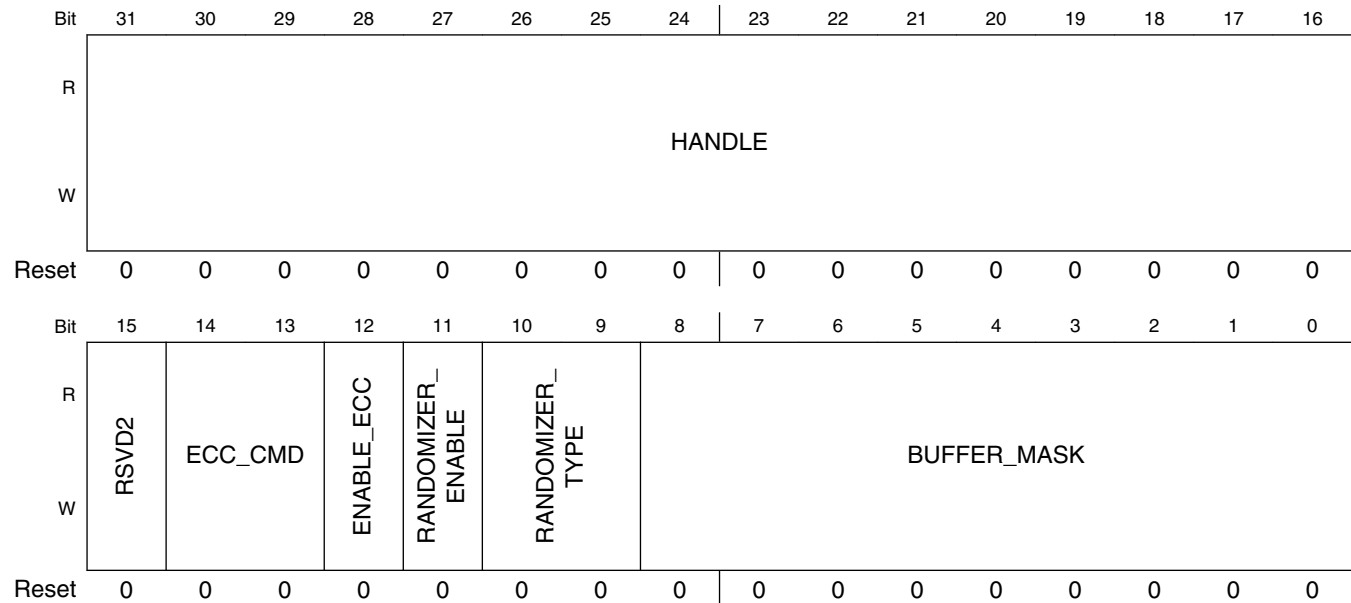 Bit 31 30 29 28 27 26 25 24 23 22 21 20 19 18 17 16
R
HANDLE
W
Reset 0 0 0 0 0 0 0 0 0 0 0 0 0 0 0 0
Bit 15 14 13 12 11 10 9 8 7 6 5 4 3 2 1 0
R
RSVD2
ECC_CMD
ENABLE_ECC
RANDOMIZER_
ENABLE
RANDOMIZER_
TYPE
BUFFER_MASK
W
Reset 0 0 0 0 0 0 0 0 0 0 0 0 0 0 0 0